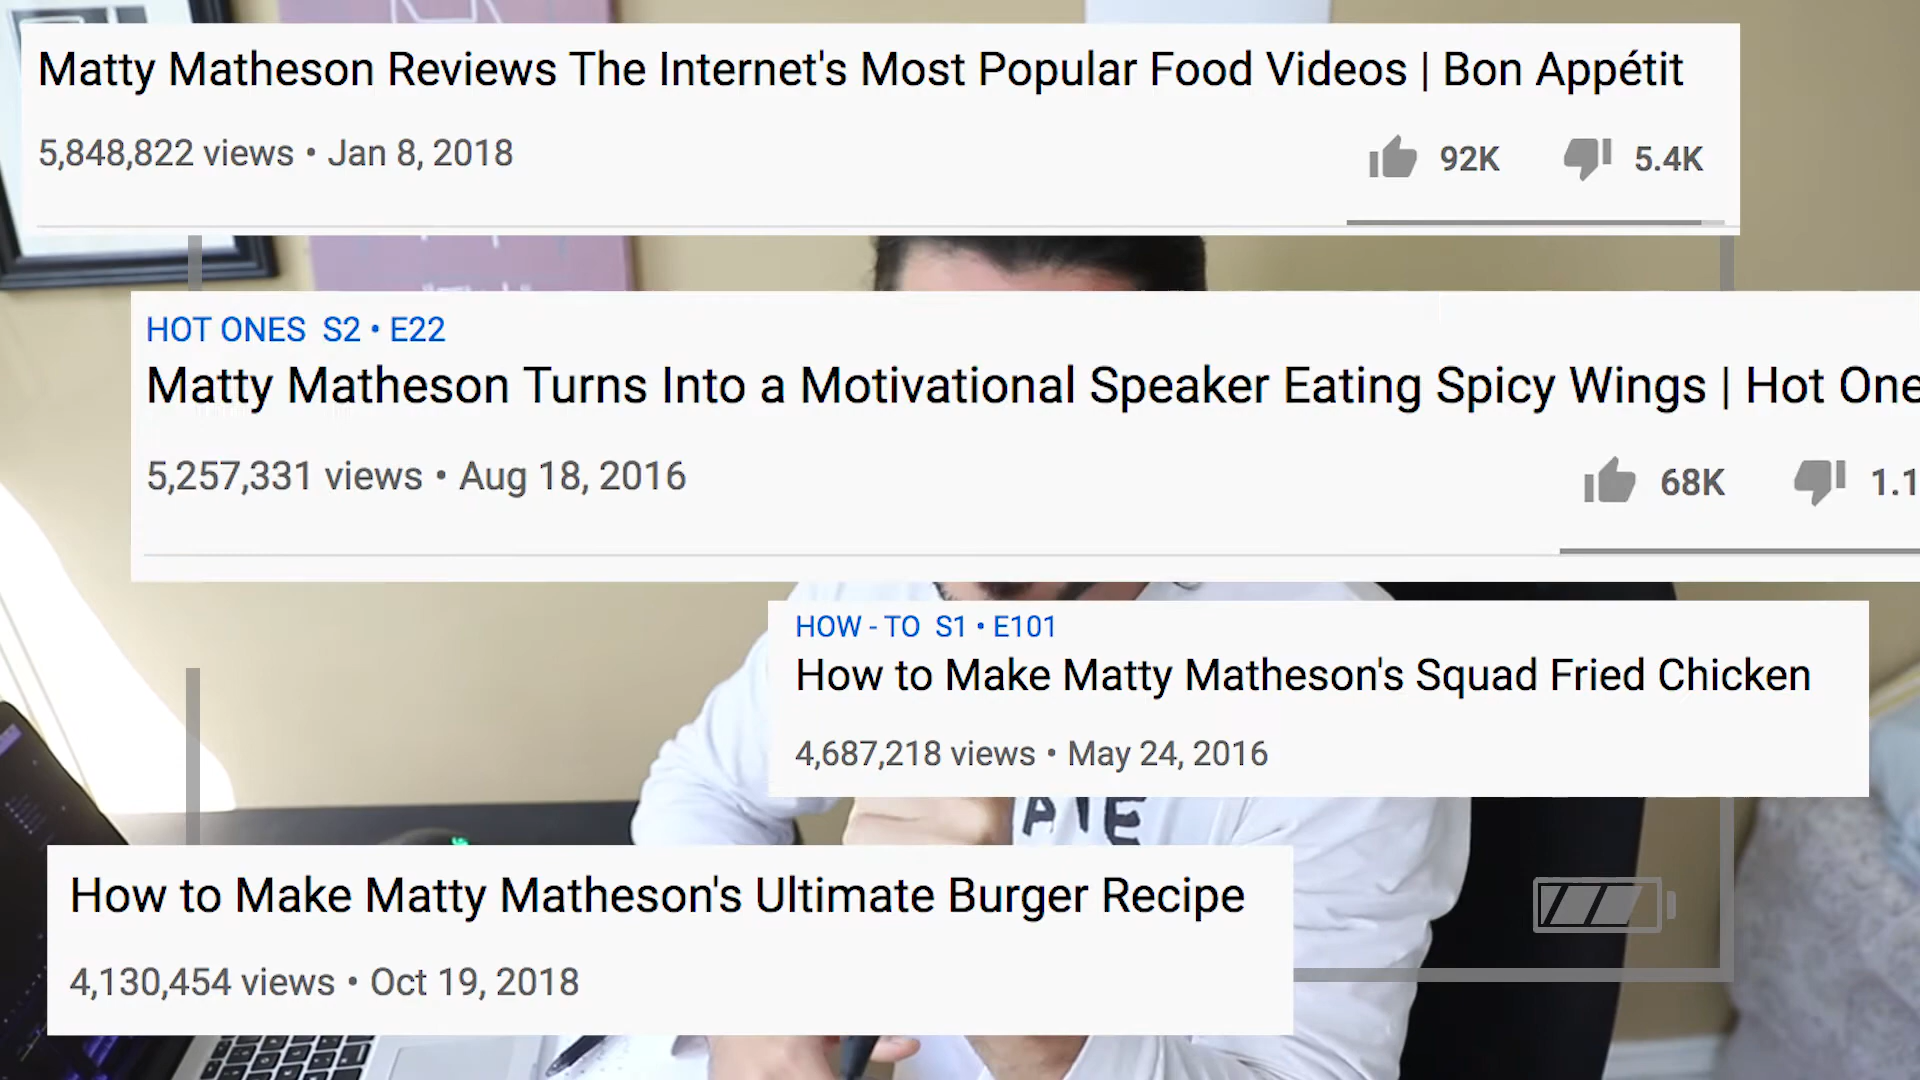 Matty Matheson Reviews The Internet's Most Popular Food Videos | Bon Appétit
5,848,822 views • Jan 8, 2018
92K
5.4K
HOT ONES S2 • E22
Matty Matheson Turns Into a Motivational Speaker Eating Spicy Wings | Hot One
5,257,331 views • Aug 18, 2016
68K
1.1
HOW - TO S1 • E101
How to Make Matty Matheson's Squad Fried Chicken
4,687,218 views • May 24, 2016
How to Make Matty Matheson's Ultimate Burger Recipe
4,130,454 views • Oct 19, 2018